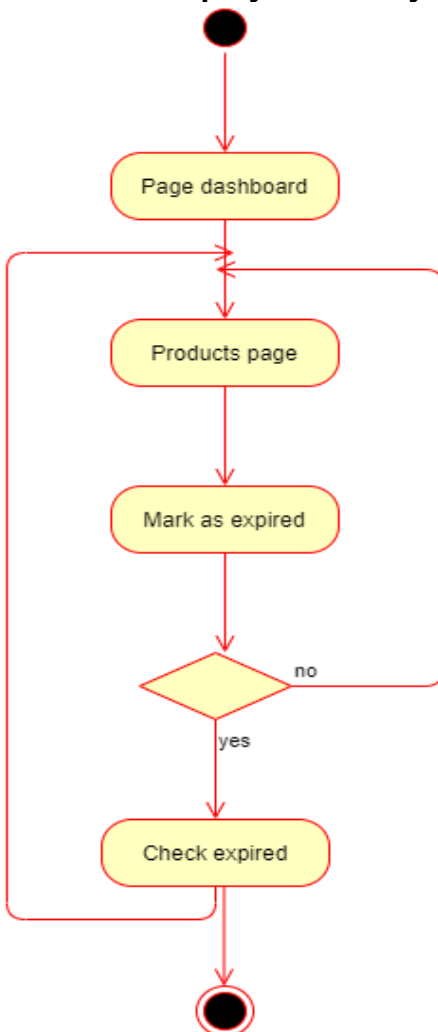 Page dashboard
Products page
Mark as expired
no
yes
Check expired